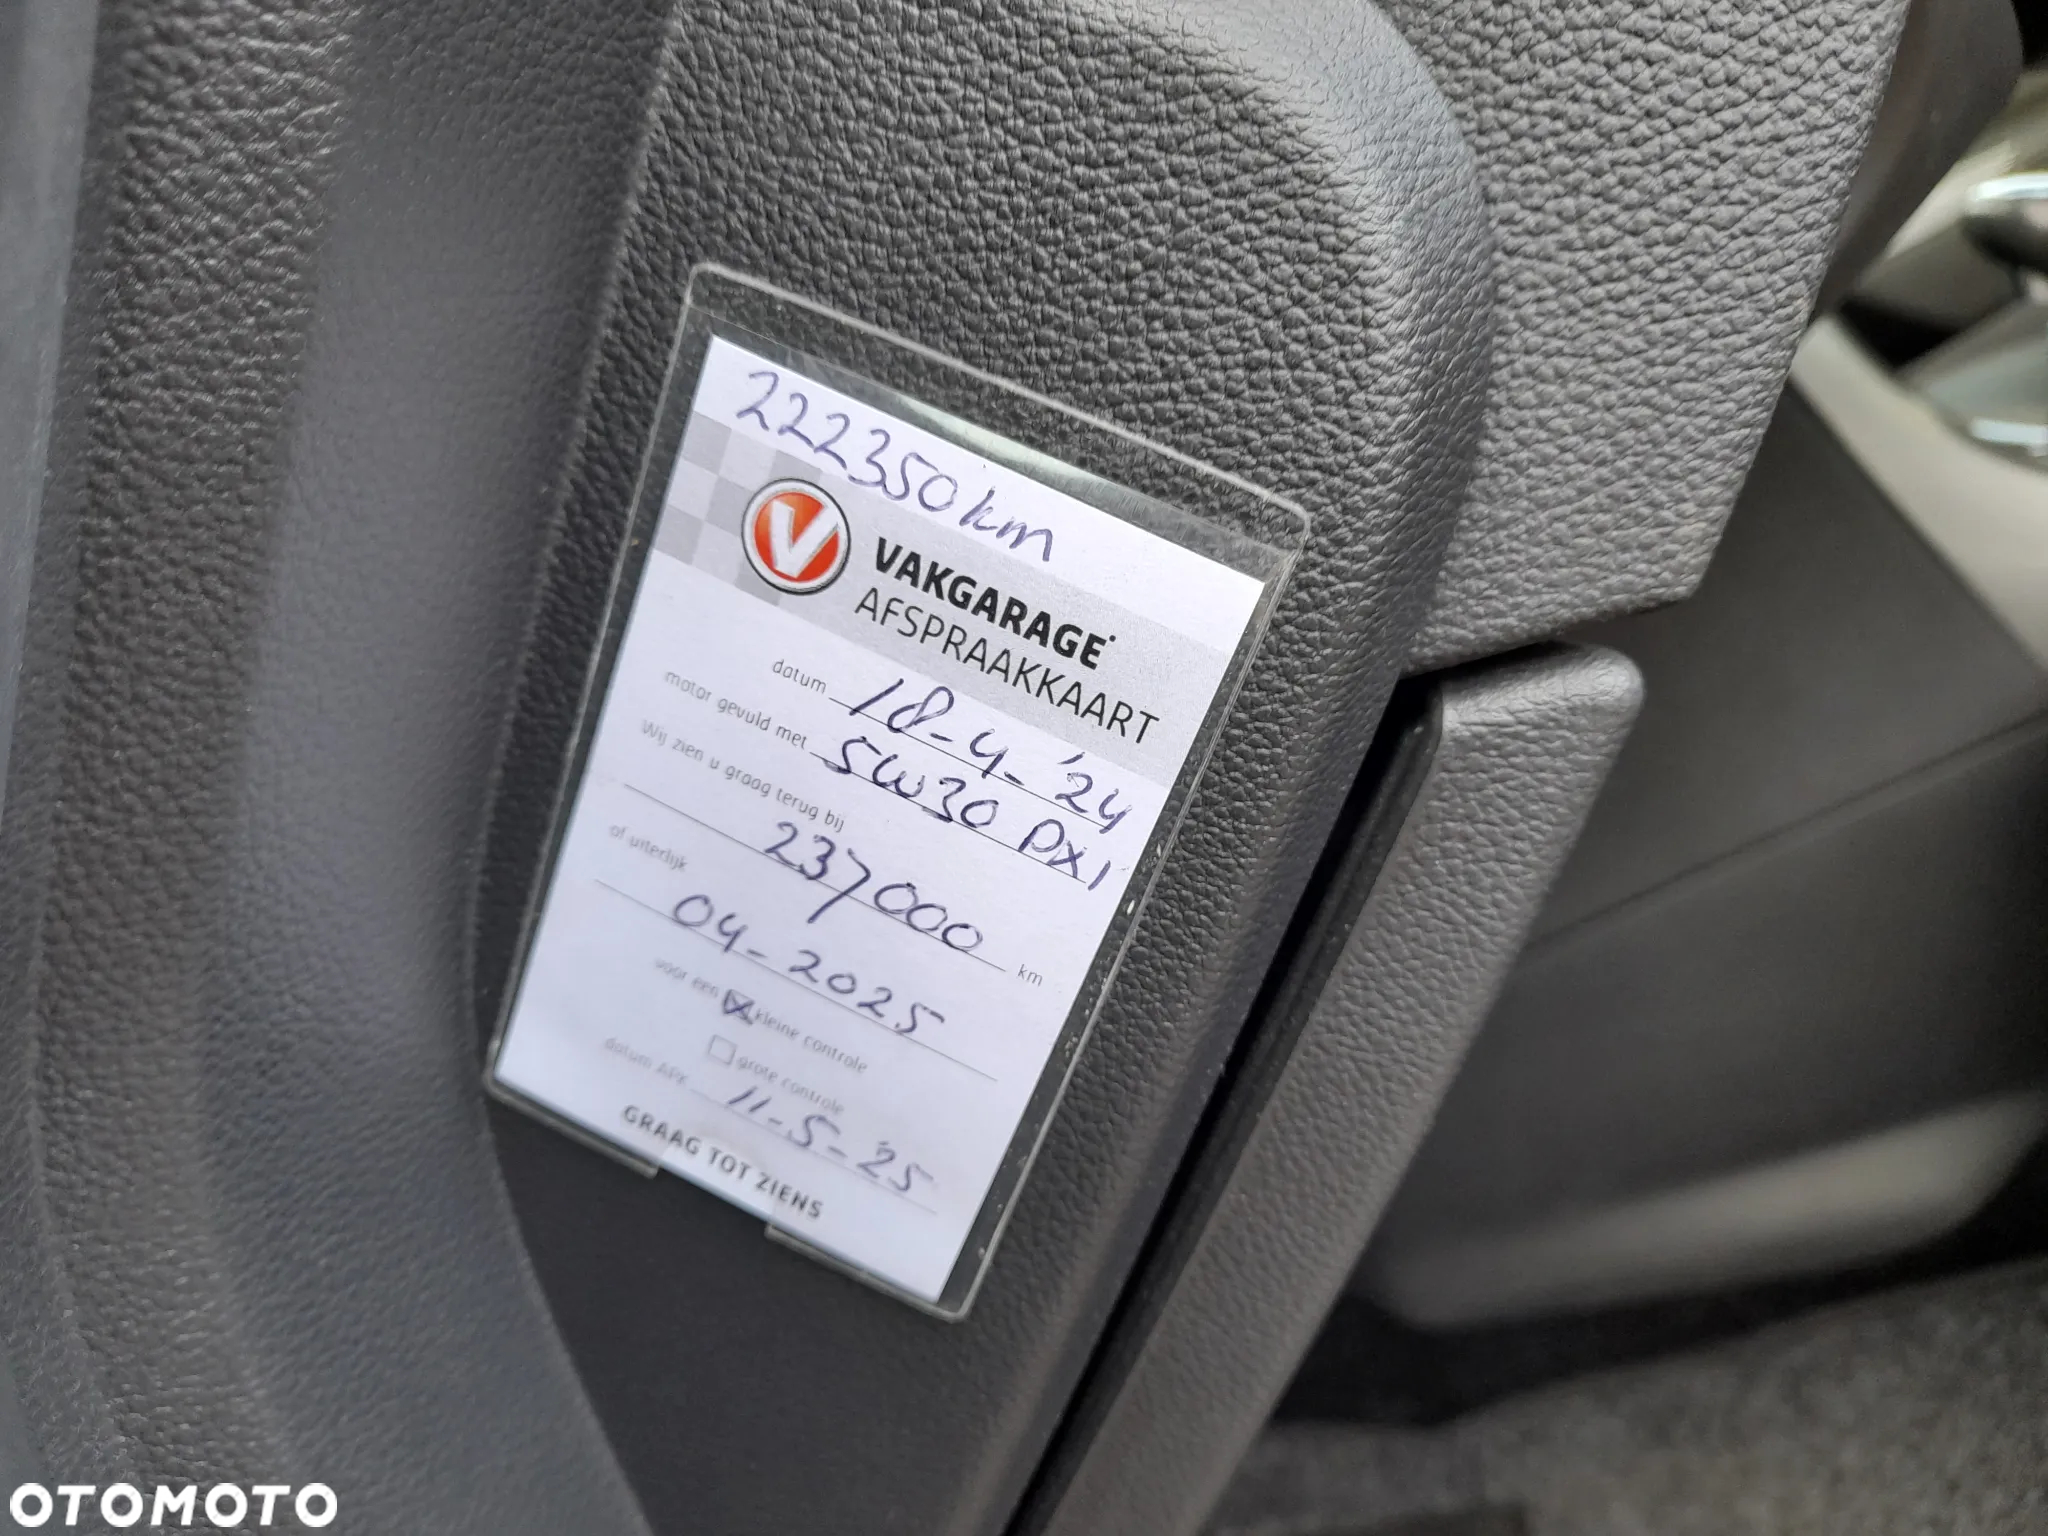 222350km
VAKGARAGE
AFSPRAAKKAART
datum 18-4-'24
motor gevuld met 5W30 DX1
Wij zien u graag terug bij
237000 km
of uiterlijk
04-2025
voor een kleine controle
grote controle
datum APK 11-5-'25
GRAAG TOT ZIENS
OTOMOTO